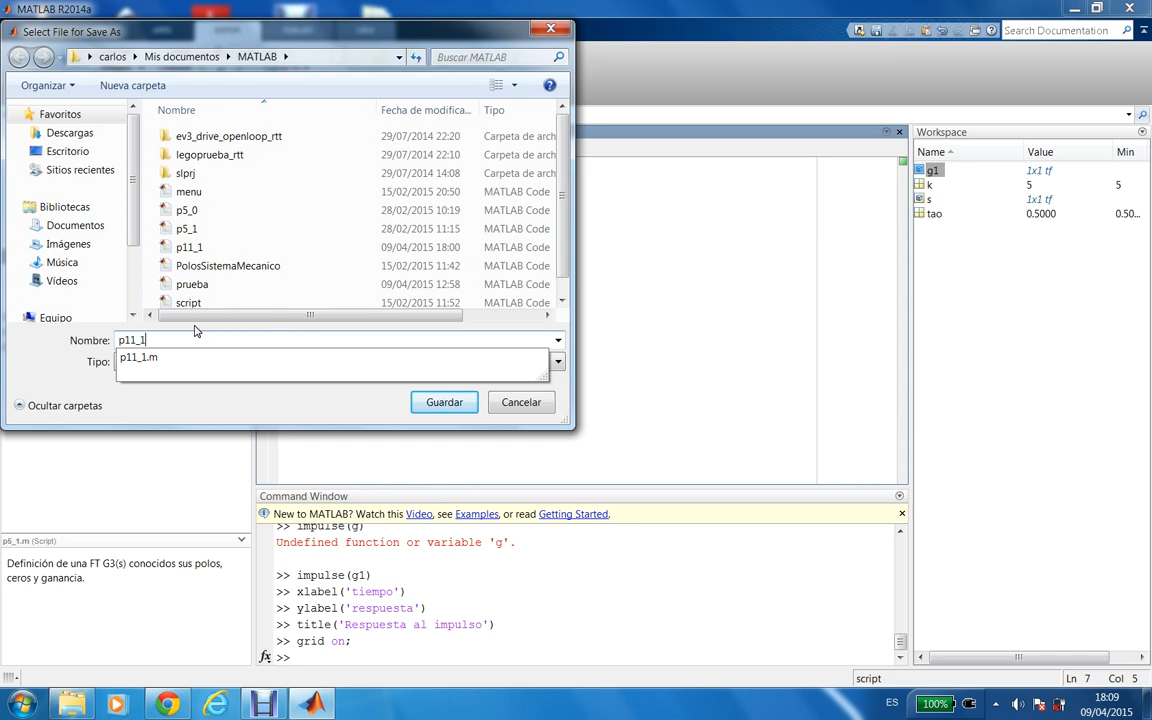 MATLAB R2014a
Select File for Save As
Search Documentation
carlos
Mis documentos
MATLAB
Buscar MATLAB
Organizar
Nueva carpeta
Favoritos
Descargas
Escritorio
Sitios recientes
Bibliotecas
Documentos
Imágenes
Música
Vídeos
Equipo
Nombre Fecha de modifica... Tipo
ev3_drive_openloop_rtt 29/07/2014 22:20 Carpeta de arch
legoprueba_rtt 29/07/2014 22:10 Carpeta de arch
slprj 29/07/2014 14:08 Carpeta de arch
menu 15/02/2015 20:50 MATLAB Code
p5_0 28/02/2015 10:19 MATLAB Code
p5_1 28/02/2015 11:15 MATLAB Code
p11_1 09/04/2015 18:00 MATLAB Code
PolosSistemaMecanico 15/02/2015 11:42 MATLAB Code
prueba 09/04/2015 12:58 MATLAB Code
script 15/02/2015 11:52 MATLAB Code
Nombre: p11_1
p11_1.m
Tipo:
Ocultar carpetas
Guardar
Cancelar
Workspace
Name Value Min
g1 1x1 tf
k 5 5
s 1x1 tf
tao 0.5000 0.50...
p5_1.m (Script)
Definición de una FT G3(s) conocidos sus polos,
ceros y ganancia.
Command Window
New to MATLAB? Watch this Video, see Examples, or read Getting Started.
>> impulse(g)
Undefined function or variable 'g'.
>> impulse(g1)
>> xlabel('tiempo')
>> ylabel('respuesta')
>> title('Respuesta al impulso')
>> grid on;
fx >>
script
Ln 7 Col 5
ES
100%
18:09
09/04/2015